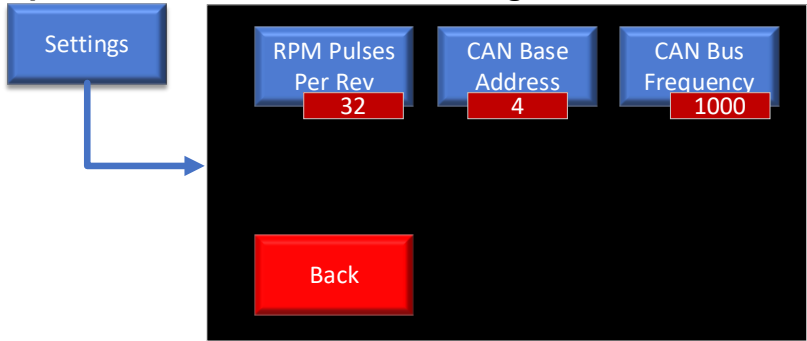 Settings
RPM Pulses
Per Rev
32
CAN Base
Address
4
CAN Bus
Frequency
1000
Back